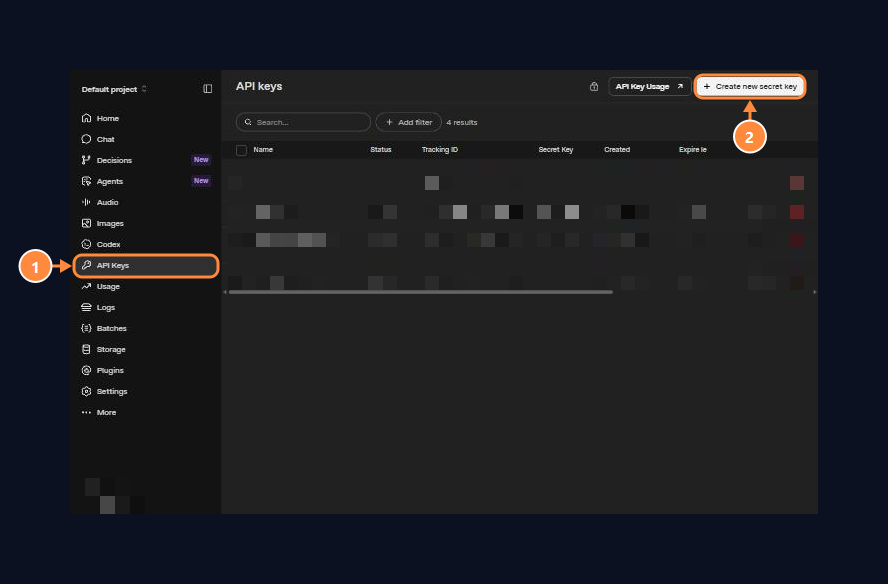 Default project
API keys
API Key Usage
+ Create new secret key
Home
Search...
+ Add filter
4 results
Chat
2
Name
Status
Tracking ID
Secret Key
Created
Expire le
Decisions
New
Agents
New
Audio
Images
Codex
1
API Keys
Usage
Logs
Batches
Storage
Plugins
Settings
More